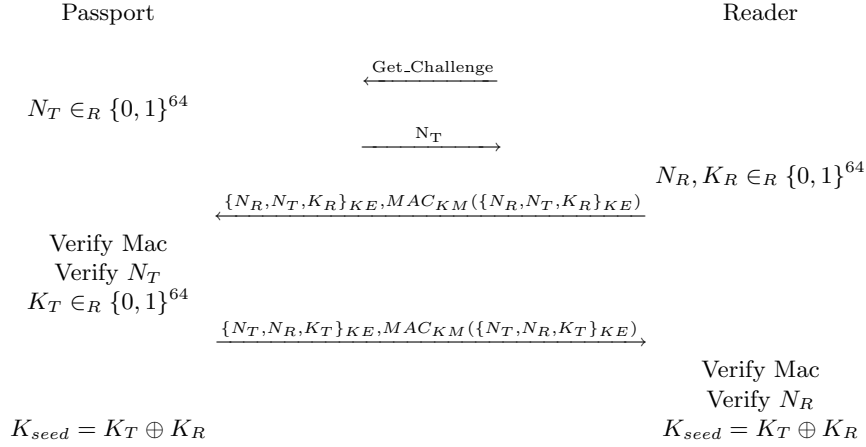 Passport Reader
Get_Challenge
N_T ∈_R {0, 1}^64
N_T
N_R, K_R ∈_R {0, 1}^64
{N_R,N_T,K_R}_KE,MAC_KM({N_R,N_T,K_R}_KE)
Verify Mac
Verify N_T
K_T ∈_R {0, 1}^64
{N_T,N_R,K_T}_KE,MAC_KM({N_T,N_R,K_T}_KE)
Verify Mac
Verify N_R
K_seed = K_T ⊕ K_R K_seed = K_T ⊕ K_R